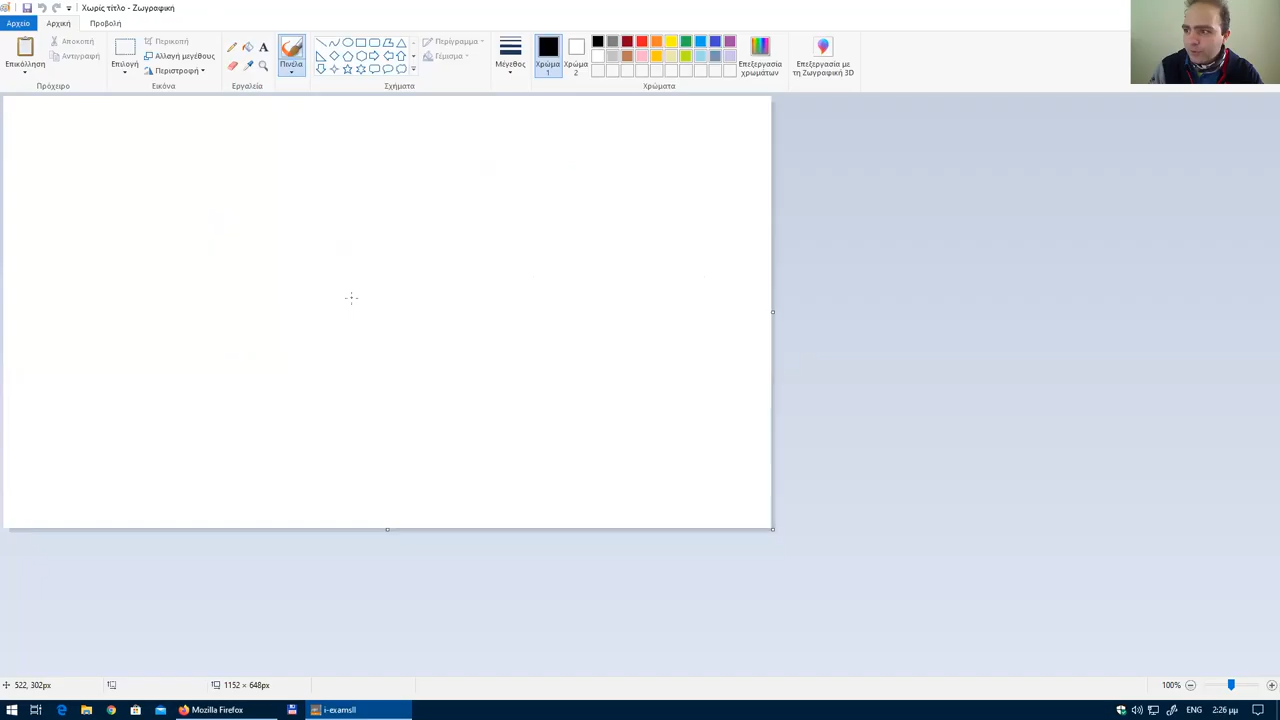 Χωρίς τίτλο - Ζωγραφική
Αρχείο
Αρχική
Προβολή
Επικόλληση
Αποκοπή
Αντιγραφή
Πρόχειρο
Επιλογή
Περικοπή
Αλλαγή μεγέθους
Περιστροφή
Εικόνα
A
Εργαλεία
Πινέλα
Περίγραμμα
Γέμισμα
Σχήματα
Μέγεθος
Χρώμα 1
Χρώμα 2
Επεξεργασία χρωμάτων
Χρώματα
Επεξεργασία με τη Ζωγραφική 3D
522, 302px
1152 × 648px
100%
Mozilla Firefox
i-examsII
ΕΝG
2:26 μμ